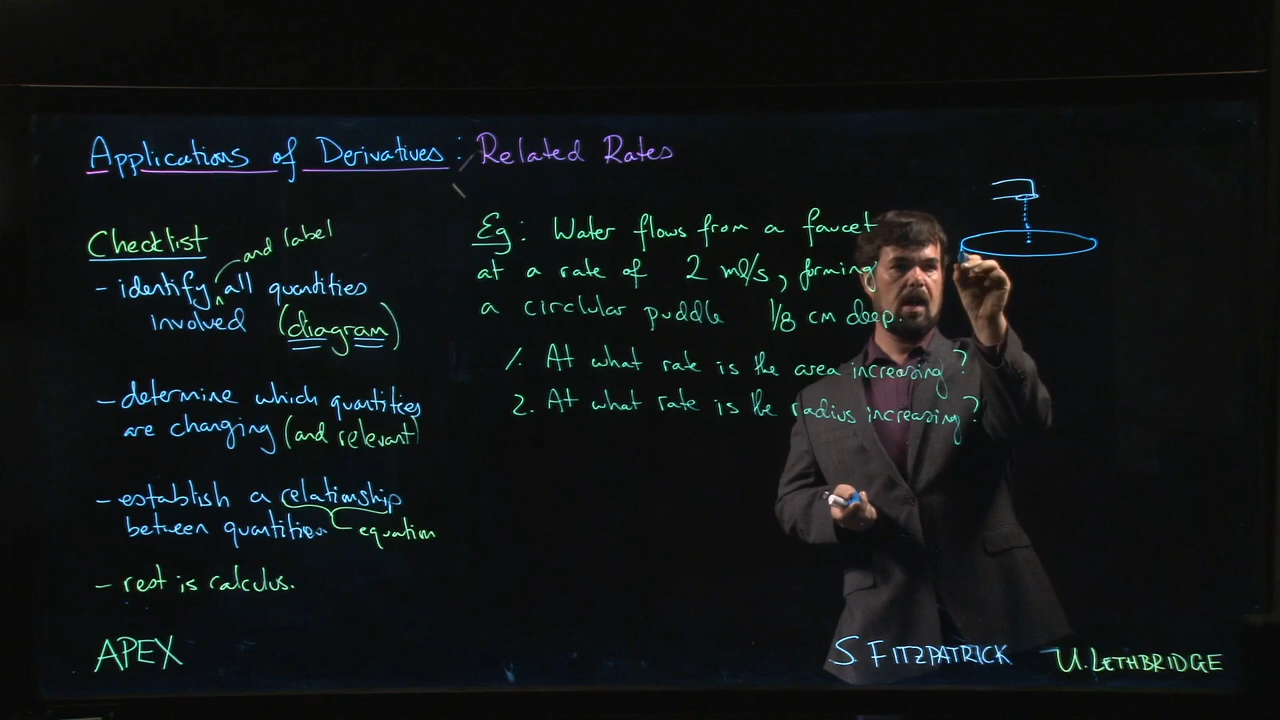 Applications of Derivatives: Related Rates
Checklist
and label
- identify all quantities
involved (diagram)
- determine which quantities
are changing (and relevant)
- establish a relationship
between quantities
equation
- rest is calculus.
Eg: Water flows from a faucet
at a rate of 2 ml/s, forming
a circlular puddle 1/8 cm deep.
1. At what rate is the area increasing?
2. At what rate is the radius increasing?
APEX
S. FITZPATRICK
U. LETHBRIDGE